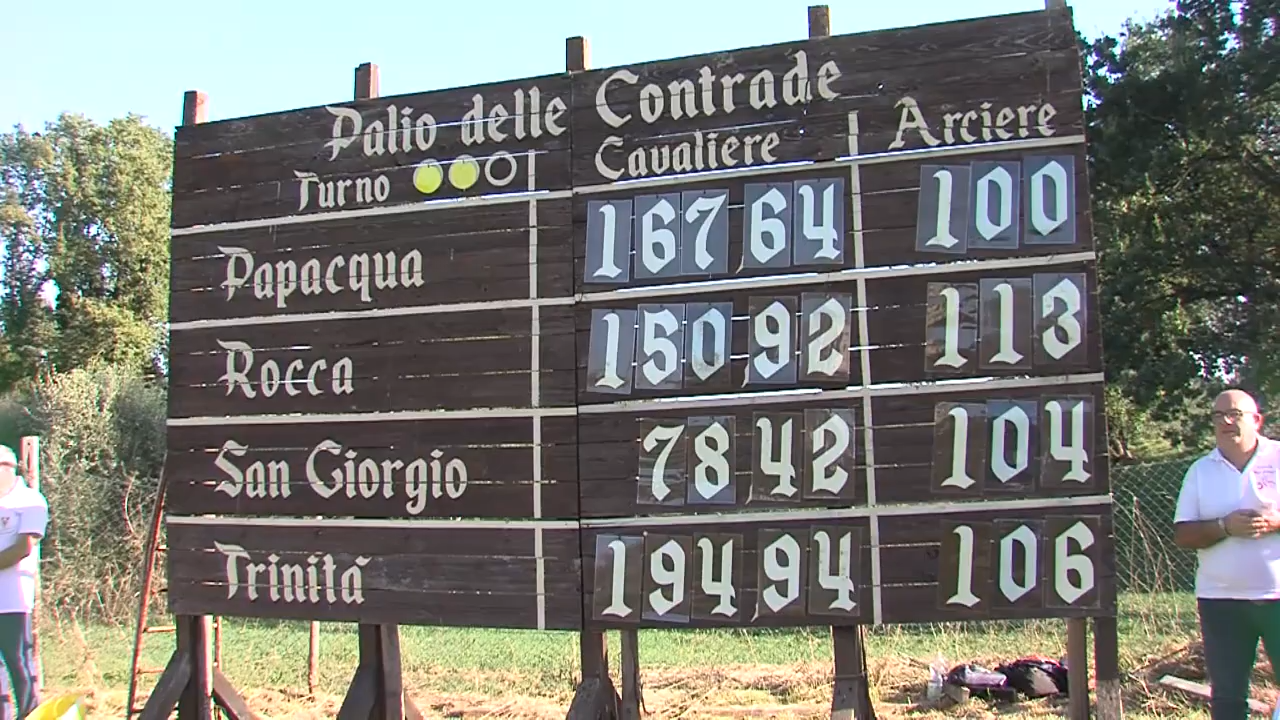 Palio delle Contrade
Turno Cavaliere Arciere
Papacqua 167,64 100
Rocca 150,92 113
San Giorgio 78,42 104
Trinità 194,94 106